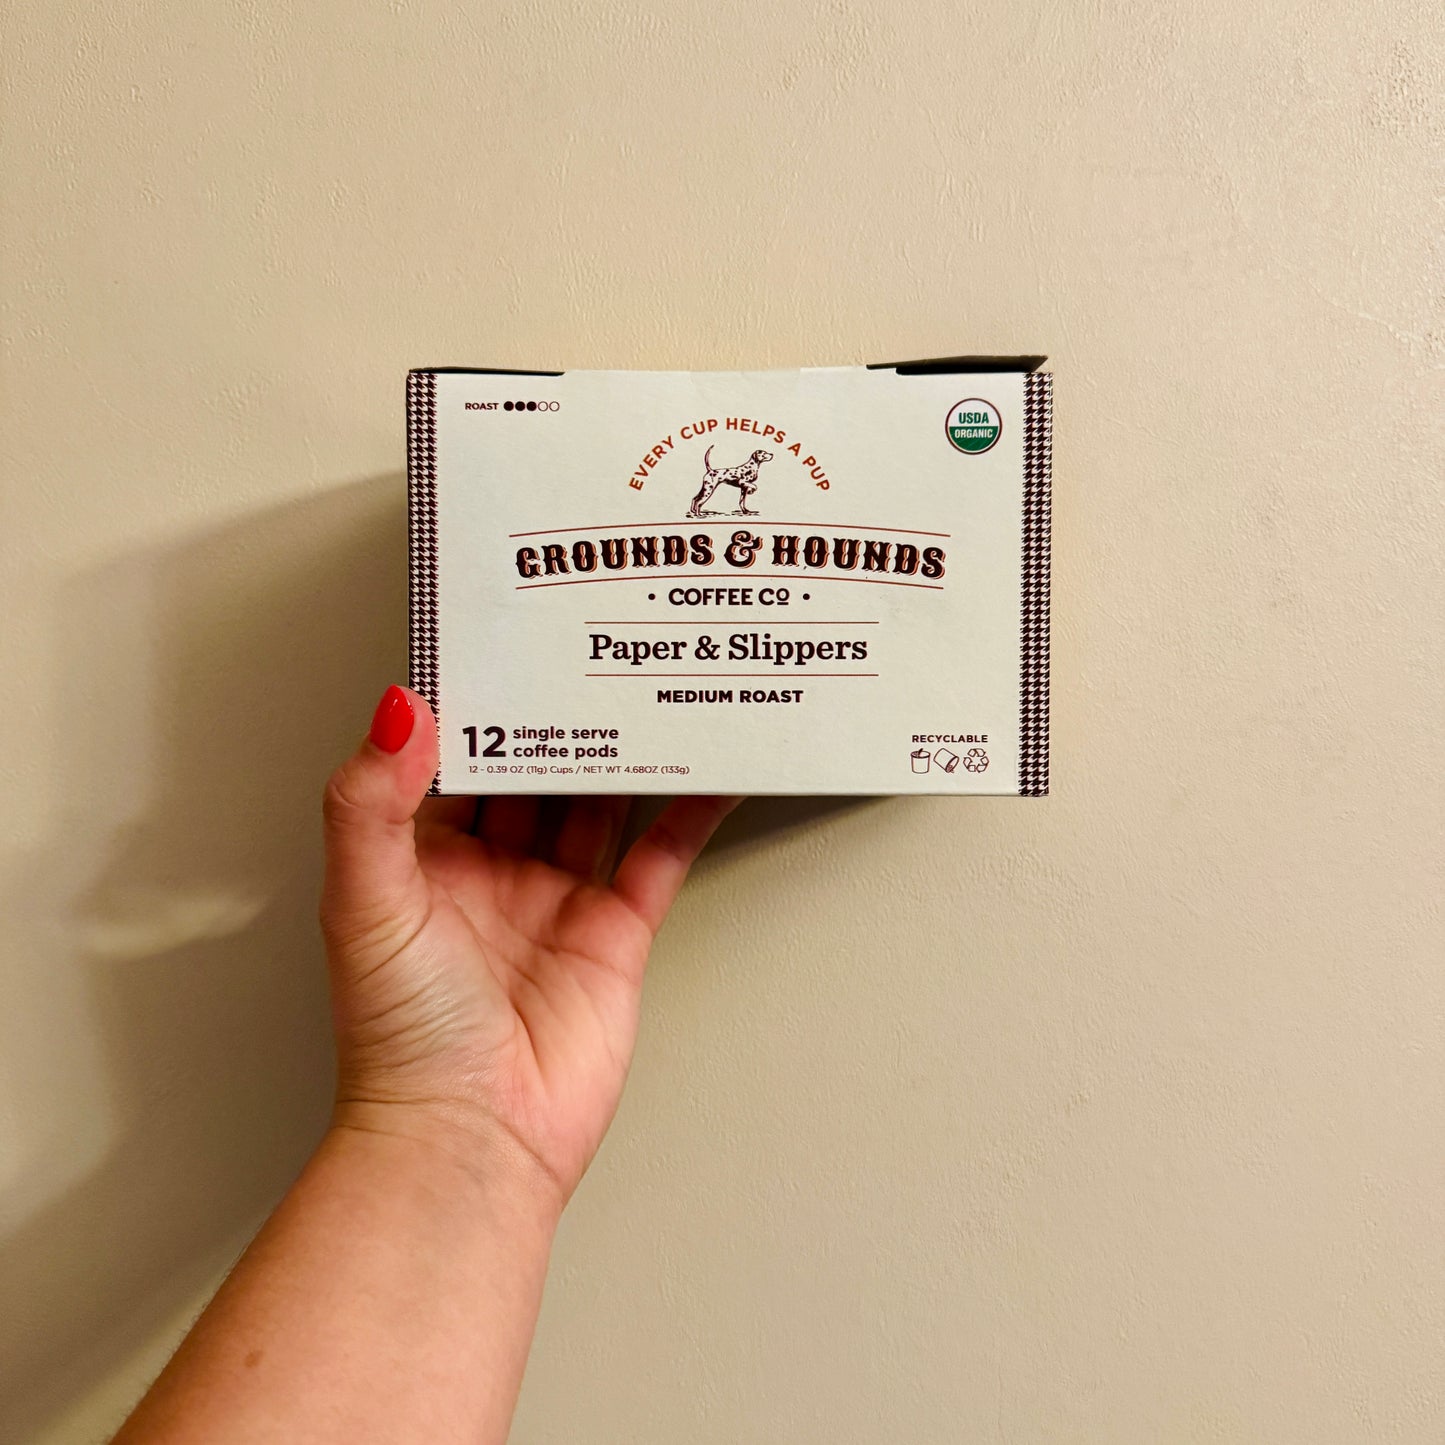 ROAST
USDA
ORGANIC
EVERY CUP HELPS A PUP
GROUNDS & HOUNDS
• COFFEE Co •
Paper & Slippers
MEDIUM ROAST
12 single serve
coffee pods
12 - 0.39 OZ (11g) Cups / NET WT 4.68OZ (133g)
RECYCLABLE